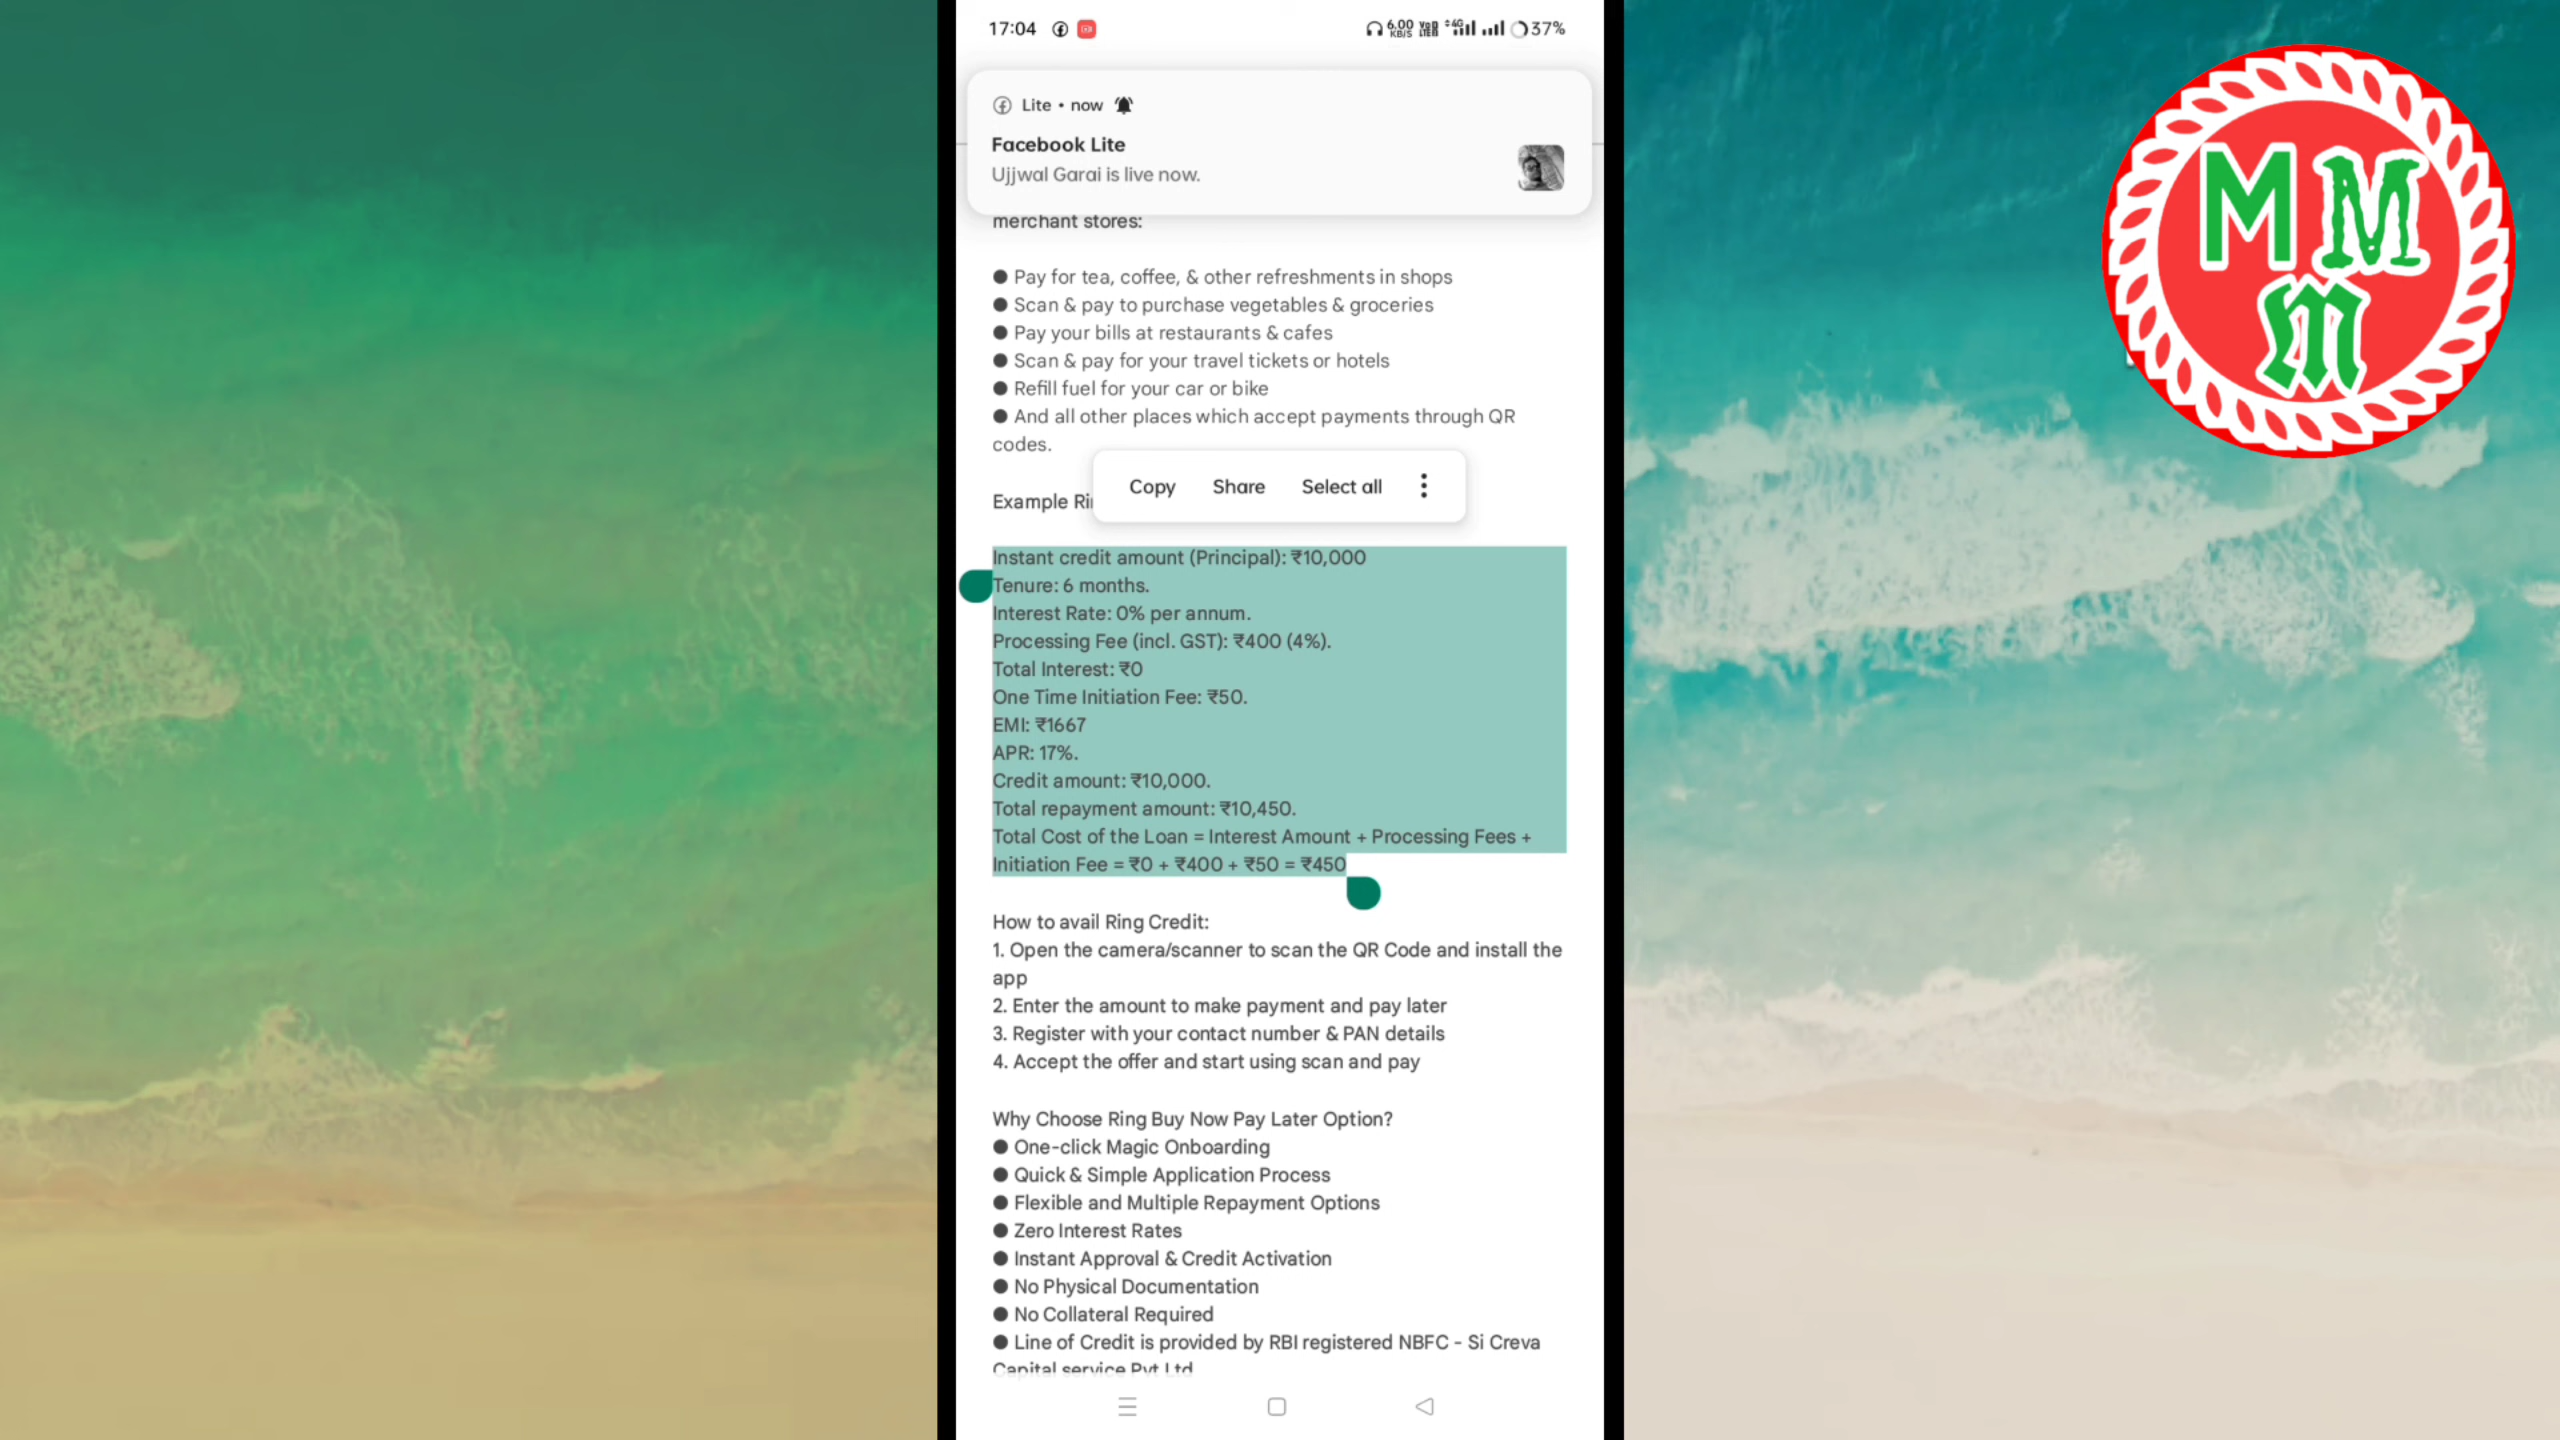 17:04
6.00 KB/S VoLTE 4G 37%
Lite • now
Facebook Lite
Ujjwal Garai is live now.
merchant stores:
● Pay for tea, coffee, & other refreshments in shops
● Scan & pay to purchase vegetables & groceries
● Pay your bills at restaurants & cafes
● Scan & pay for your travel tickets or hotels
● Refill fuel for your car or bike
● And all other places which accept payments through QR
codes.
Copy Share Select all
Example Ri
Instant credit amount (Principal): ₹10,000
Tenure: 6 months.
Interest Rate: 0% per annum.
Processing Fee (incl. GST): ₹400 (4%).
Total Interest: ₹0
One Time Initiation Fee: ₹50.
EMI: ₹1667
APR: 17%.
Credit amount: ₹10,000.
Total repayment amount: ₹10,450.
Total Cost of the Loan = Interest Amount + Processing Fees +
Initiation Fee = ₹0 + ₹400 + ₹50 = ₹450
How to avail Ring Credit:
1. Open the camera/scanner to scan the QR Code and install the
app
2. Enter the amount to make payment and pay later
3. Register with your contact number & PAN details
4. Accept the offer and start using scan and pay
Why Choose Ring Buy Now Pay Later Option?
● One-click Magic Onboarding
● Quick & Simple Application Process
● Flexible and Multiple Repayment Options
● Zero Interest Rates
● Instant Approval & Credit Activation
● No Physical Documentation
● No Collateral Required
● Line of Credit is provided by RBI registered NBFC - Si Creva
Capital service Pvt Ltd
M M
M